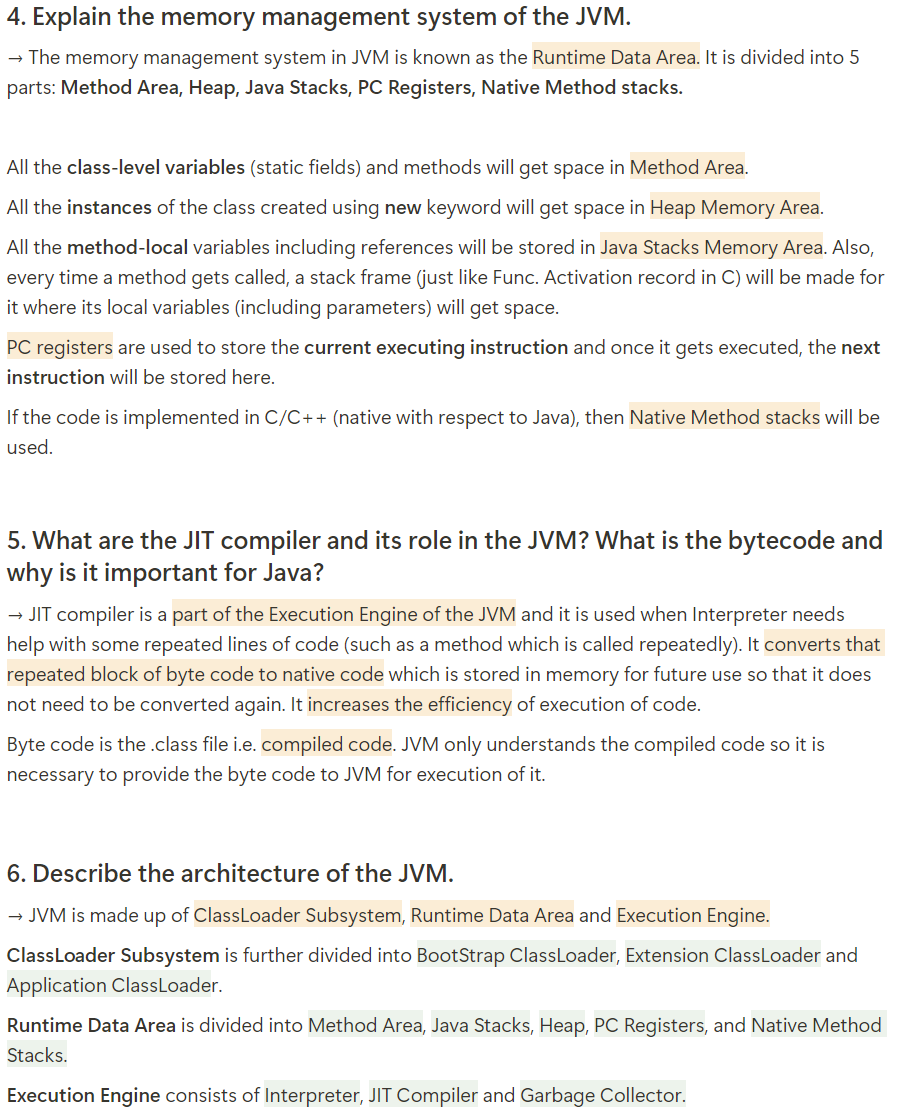 4. Explain the memory management system of the JVM.
→ The memory management system in JVM is known as the Runtime Data Area. It is divided into 5
parts: Method Area, Heap, Java Stacks, PC Registers, Native Method stacks.
All the class-level variables (static fields) and methods will get space in Method Area.
All the instances of the class created using new keyword will get space in Heap Memory Area.
All the method-local variables including references will be stored in Java Stacks Memory Area. Also,
every time a method gets called, a stack frame (just like Func. Activation record in C) will be made for
it where its local variables (including parameters) will get space.
PC registers are used to store the current executing instruction and once it gets executed, the next
instruction will be stored here.
If the code is implemented in C/C++ (native with respect to Java), then Native Method stacks will be
used.
5. What are the JIT compiler and its role in the JVM? What is the bytecode and
why is it important for Java?
→ JIT compiler is a part of the Execution Engine of the JVM and it is used when Interpreter needs
help with some repeated lines of code (such as a method which is called repeatedly). It converts that
repeated block of byte code to native code which is stored in memory for future use so that it does
not need to be converted again. It increases the efficiency of execution of code.
Byte code is the .class file i.e. compiled code. JVM only understands the compiled code so it is
necessary to provide the byte code to JVM for execution of it.
6. Describe the architecture of the JVM.
→ JVM is made up of ClassLoader Subsystem, Runtime Data Area and Execution Engine.
ClassLoader Subsystem is further divided into BootStrap ClassLoader, Extension ClassLoader and
Application ClassLoader.
Runtime Data Area is divided into Method Area, Java Stacks, Heap, PC Registers, and Native Method
Stacks.
Execution Engine consists of Interpreter, JIT Compiler and Garbage Collector.